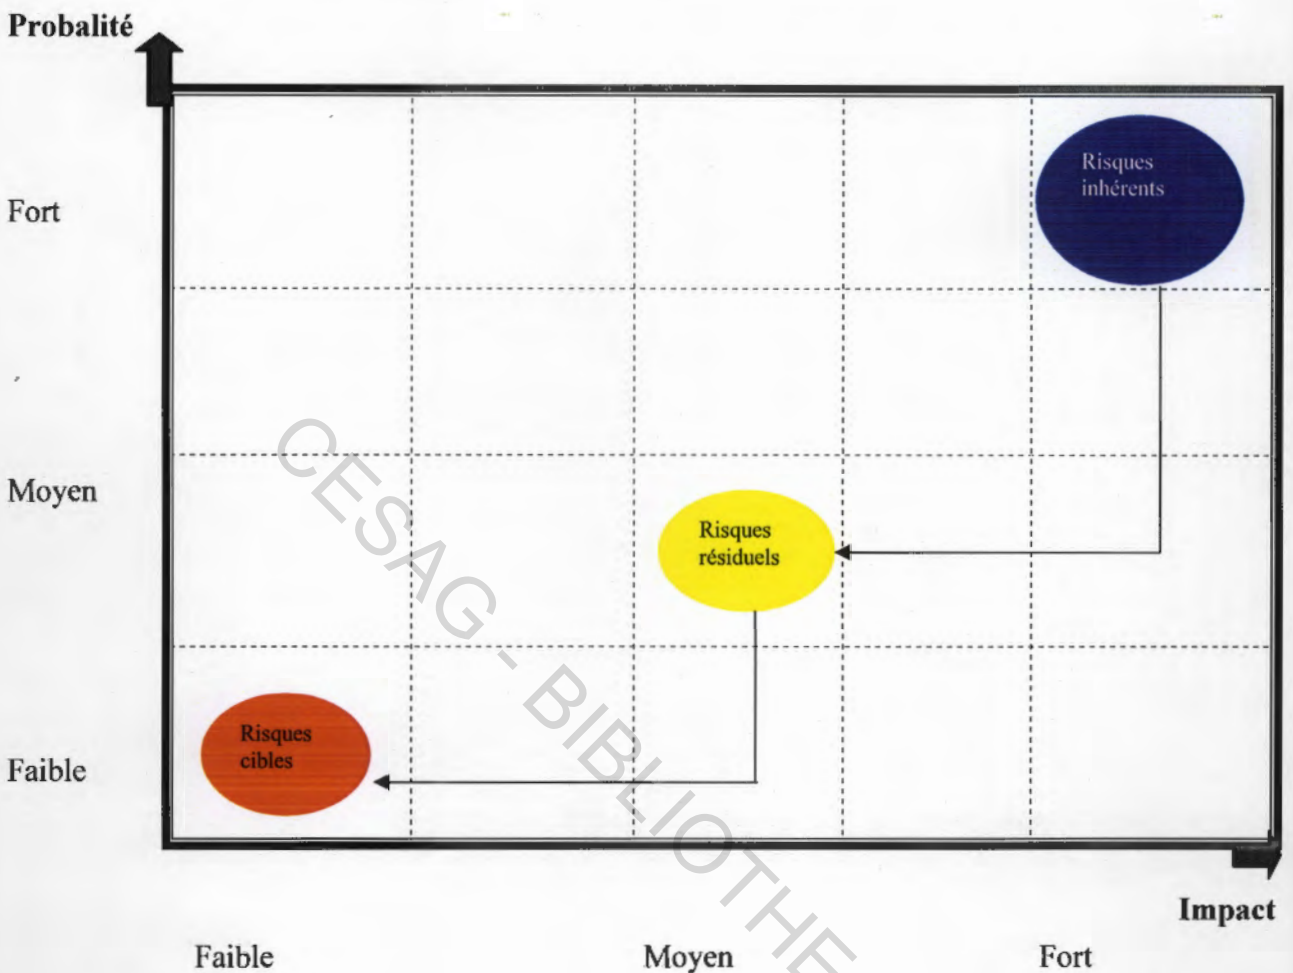 Probalité
Fort
Risques
inhérents
Moyen
Risques
résiduels
Faible
Risques
cibles
Impact
Faible
Moyen
Fort
CESAG - BIBLIOTHE